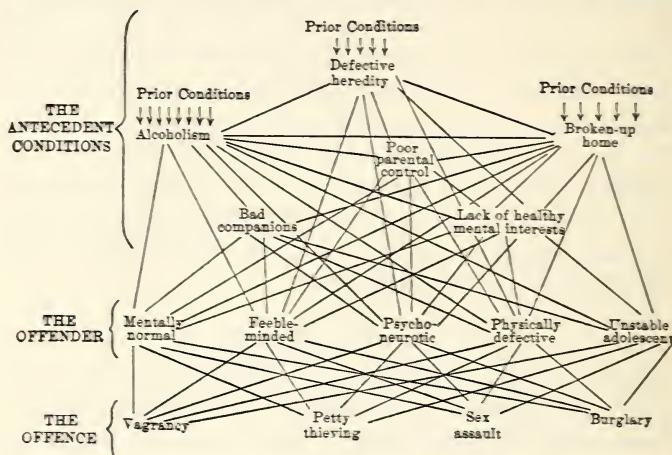 Prior Conditions
Defective
heredity
Prior Conditions
Prior Conditions
THE
ANTECEDENT
CONDITIONS
Alcoholism
Broken-up
home
Poor
parental
control
Bad
companions
Lack of healthy
mental interests
THE
OFFENDER
Mentally
normal
Feeble-
minded
Psycho-
neurotic
Physically
defective
Unstable
adolescent
THE
OFFENCE
Vagrancy
Petty
thieving
Sex
assault
Burglary